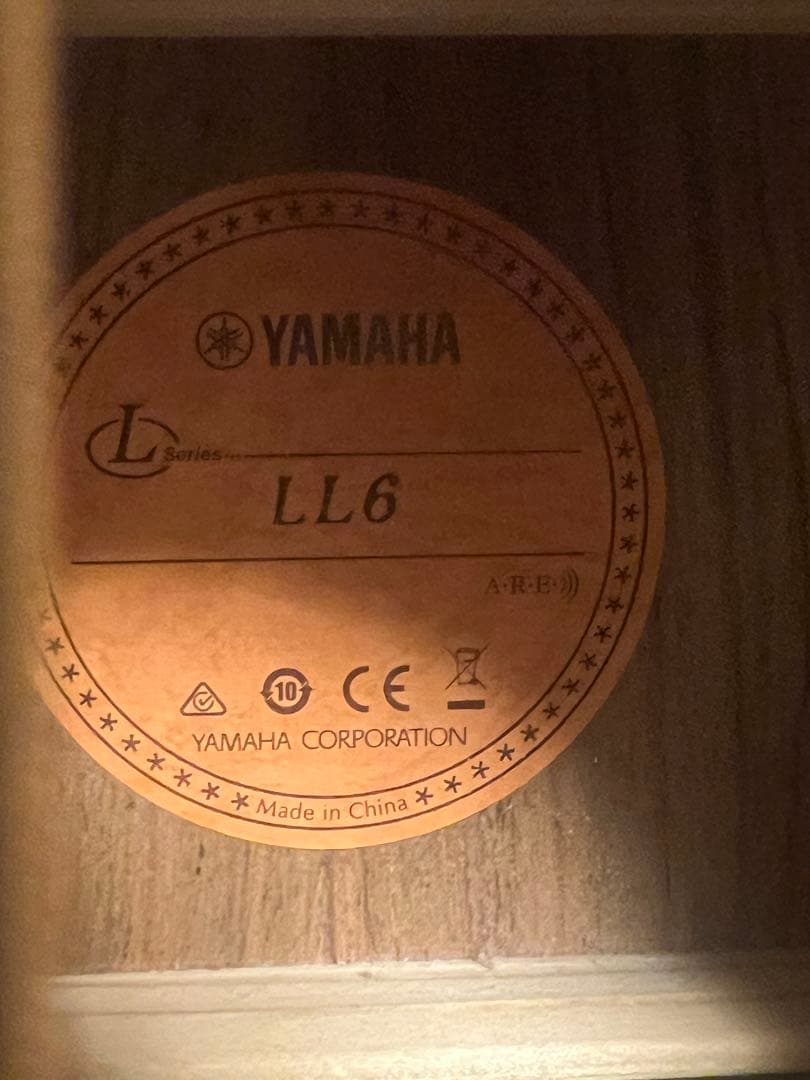 YAMAHA
L Series
LL6
A·R·E·
10
CE
YAMAHA CORPORATION
Made in China